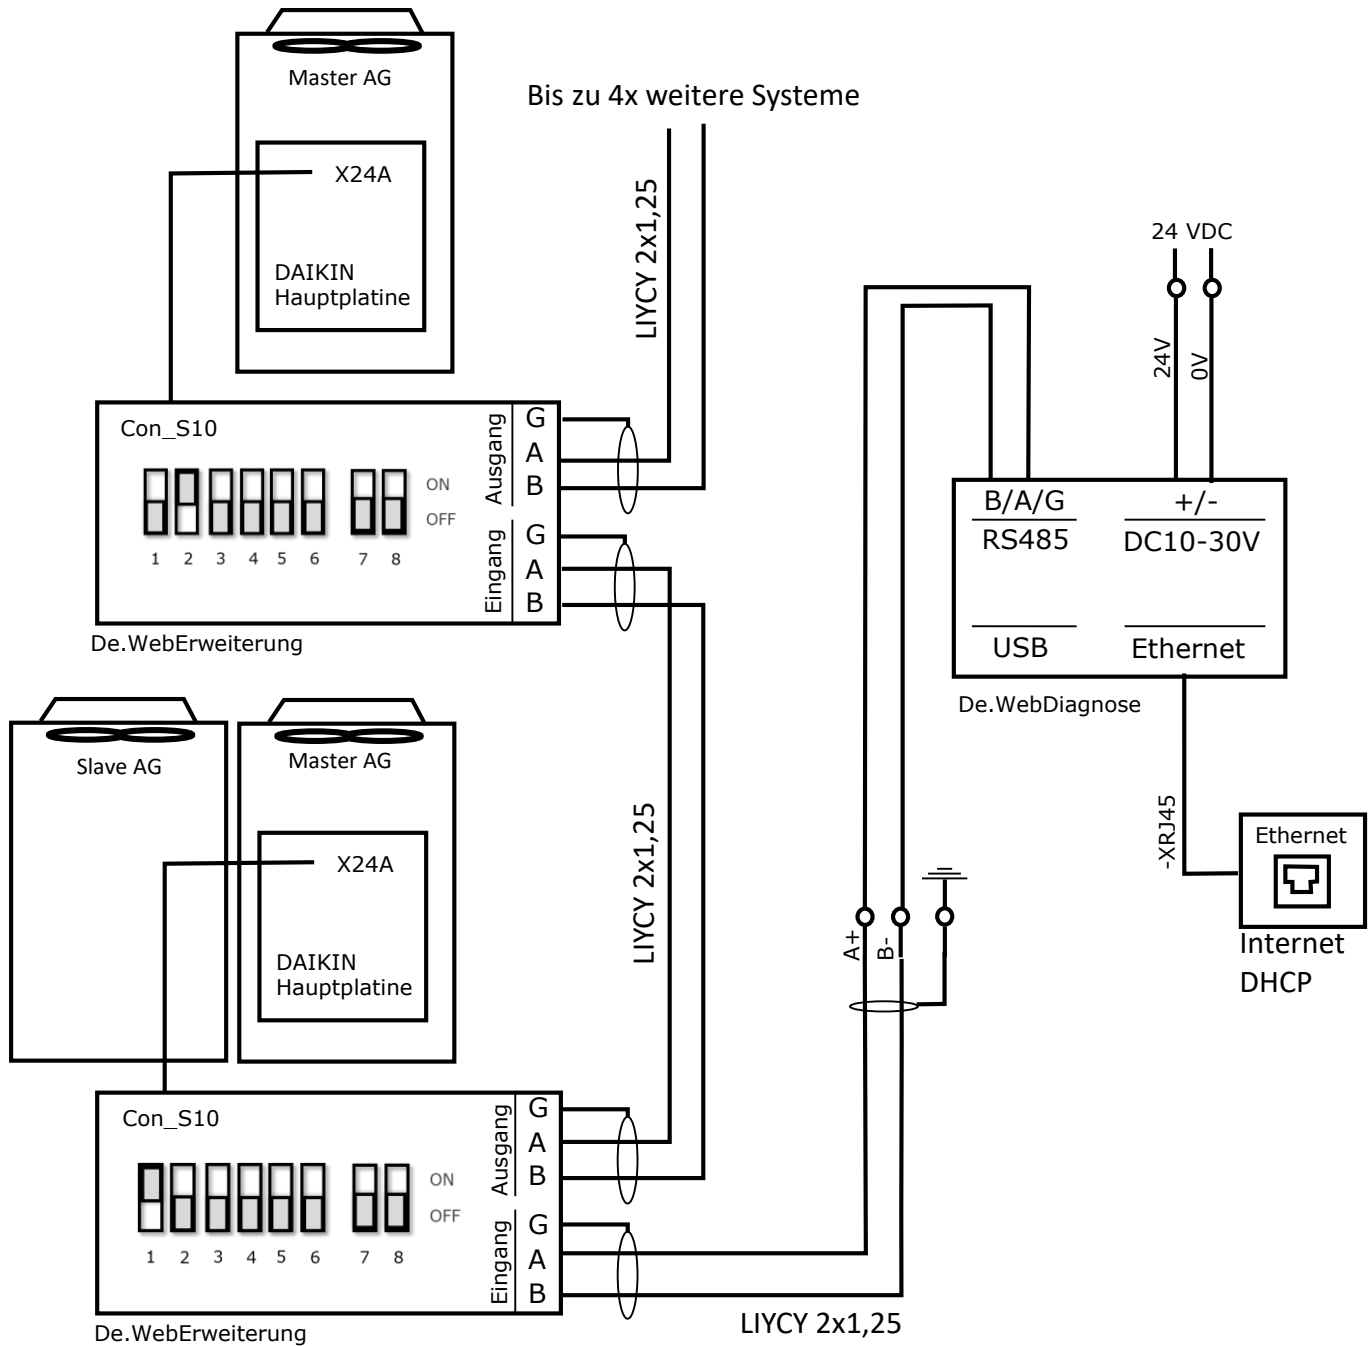 Master AG
X24A
DAIKIN
Hauptplatine
Bis zu 4x weitere Systeme
LIYCY 2x1,25
24 VDC
24V
0V
Con_S10
ON
OFF
1 2 3 4 5 6 7 8
Ausgang
G
A
B
Eingang
G
A
B
De.WebErweiterung
B/A/G
RS485
+/-
DC10-30V
USB
Ethernet
De.WebDiagnose
-XRJ45
Ethernet
Internet
DHCP
Slave AG
Master AG
X24A
DAIKIN
Hauptplatine
LIYCY 2x1,25
A+
B-
Con_S10
ON
OFF
1 2 3 4 5 6 7 8
Ausgang
G
A
B
Eingang
G
A
B
LIYCY 2x1,25
De.WebErweiterung